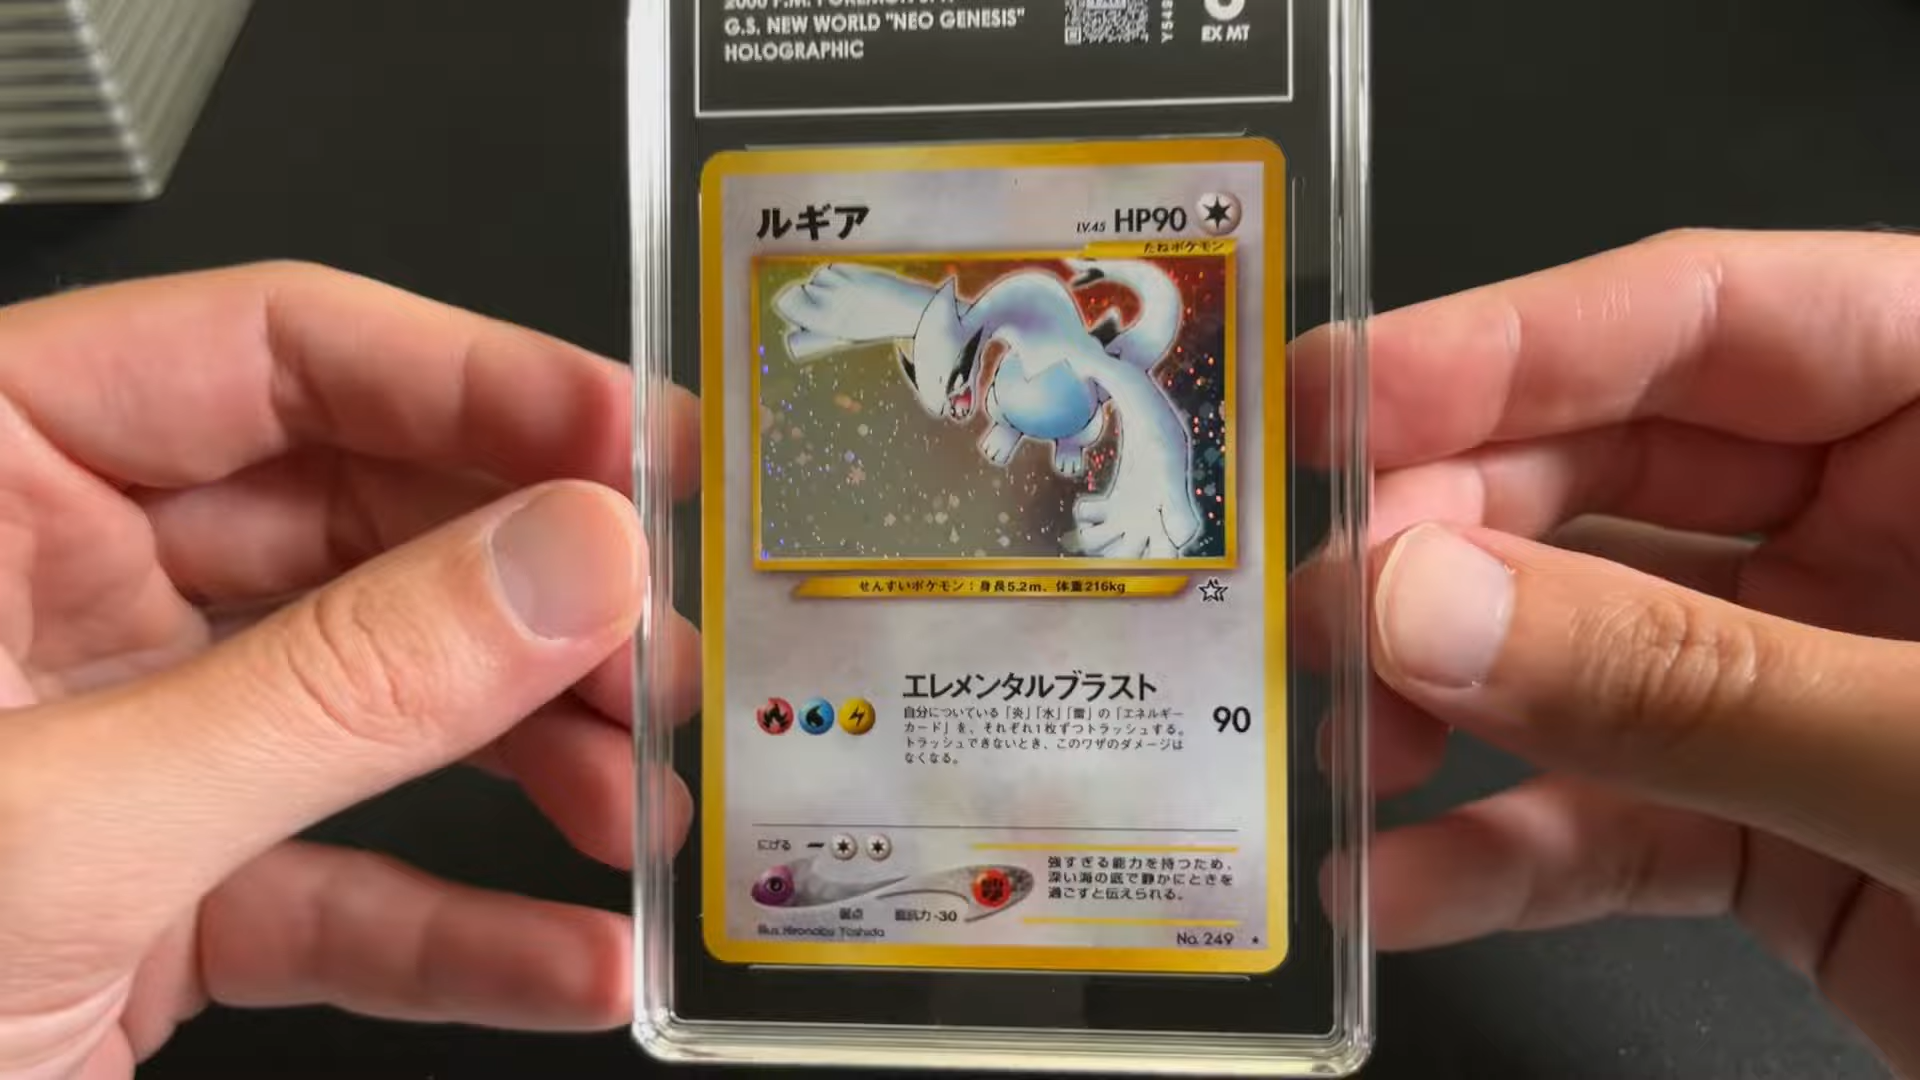 G.S. NEW WORLD "NEO GENESIS"
HOLOGRAPHIC
EX MT
ルギア
LV.45 HP90
たねポケモン
せんすいポケモン：身長5.2m、体重216kg
エレメンタルブラスト
自分についている「炎」「水」「雷」の「エネルギー
カード」を、それぞれ1枚ずつトラッシュする。
トラッシュできないとき、このワザのダメージは
なくなる。
90
にげる
強すぎる能力を持つため、
深い海の底で静かにときを
過ごすと伝えられる。
弱点
抵抗力 -30
Illus. Hironobu Yoshida
No. 249